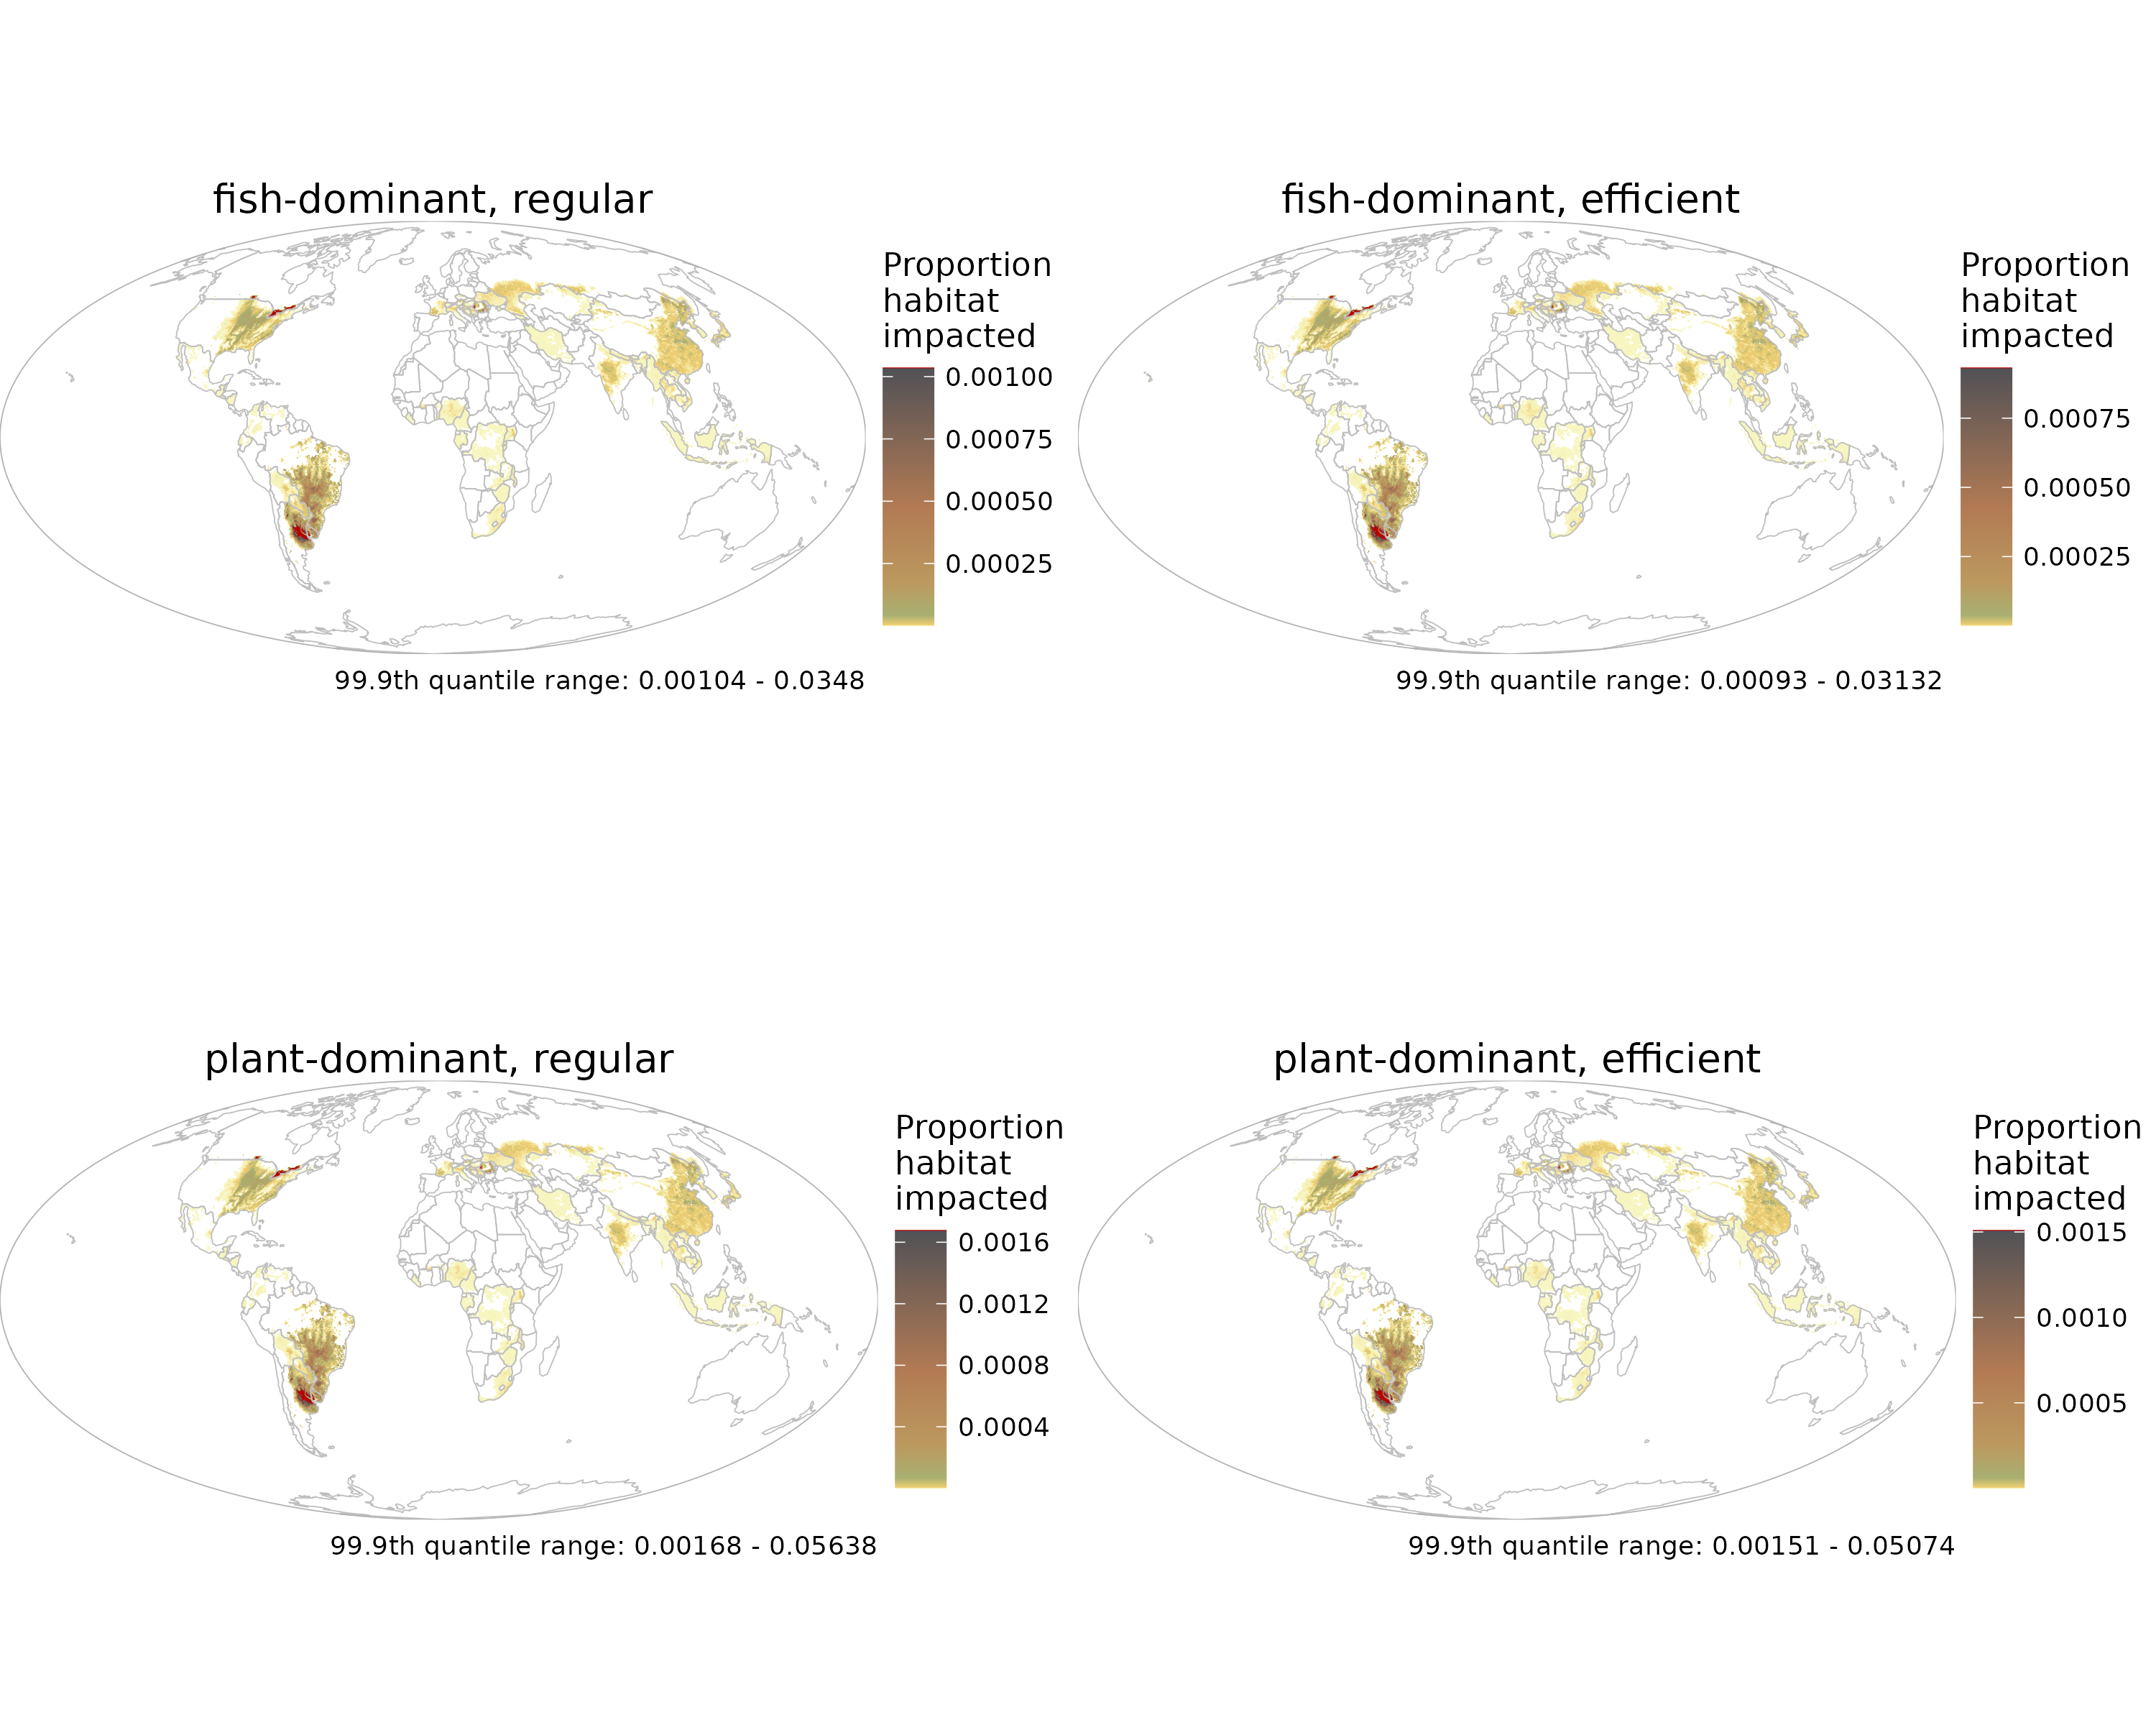 fish-dominant, regular
Proportion
habitat
impacted
0.00100
0.00075
0.00050
0.00025
99.9th quantile range: 0.00104 - 0.0348
fish-dominant, efficient
Proportion
habitat
impacted
0.00075
0.00050
0.00025
99.9th quantile range: 0.00093 - 0.03132
plant-dominant, regular
Proportion
habitat
impacted
0.0016
0.0012
0.0008
0.0004
99.9th quantile range: 0.00168 - 0.05638
plant-dominant, efficient
Proportion
habitat
impacted
0.0015
0.0010
0.0005
99.9th quantile range: 0.00151 - 0.05074